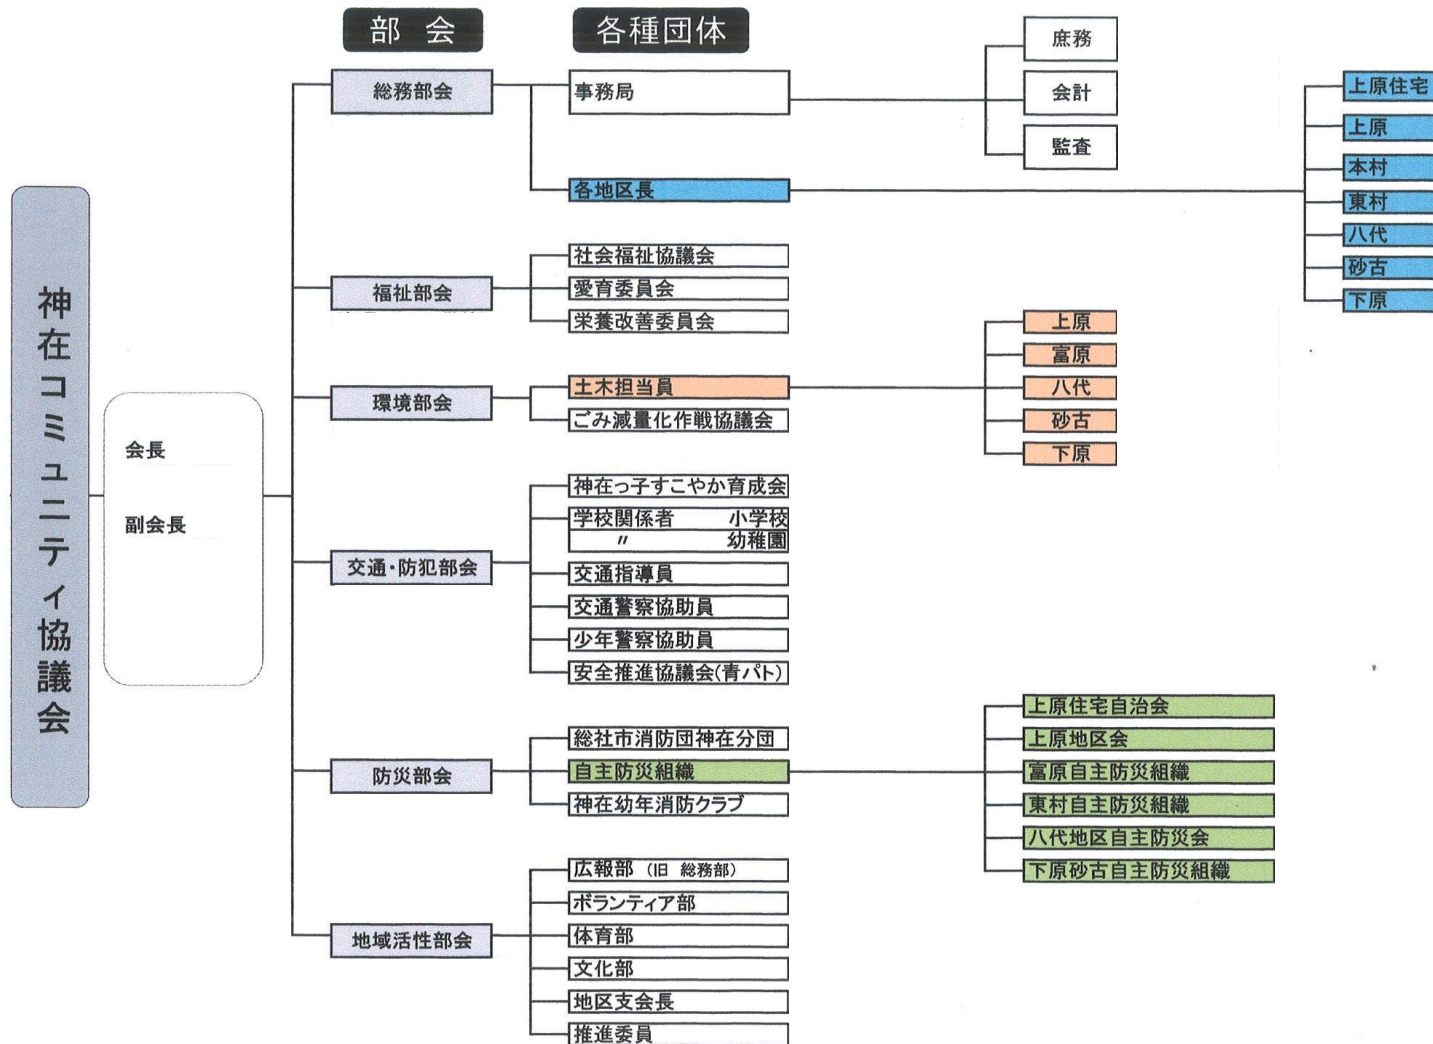 部 会
各種団体
神在コミュニティ協議会
会長
副会長
総務部会
事務局
庶務
会計
監査
各地区長
上原住宅
上原
本村
東村
八代
砂古
下原
福祉部会
社会福祉協議会
愛育委員会
栄養改善委員会
環境部会
土木担当員
上原
富原
八代
砂古
下原
ごみ減量化作戦協議会
交通・防犯部会
神在っ子すこやか育成会
学校関係者 小学校
〃 幼稚園
交通指導員
交通警察協助員
少年警察協助員
安全推進協議会(青パト)
防災部会
総社市消防団神在分団
自主防災組織
上原住宅自治会
上原地区会
富原自主防災組織
東村自主防災組織
八代地区自主防災会
下原砂古自主防災組織
神在幼年消防クラブ
地域活性部会
広報部 (旧 総務部)
ボランティア部
体育部
文化部
地区支会長
推進委員